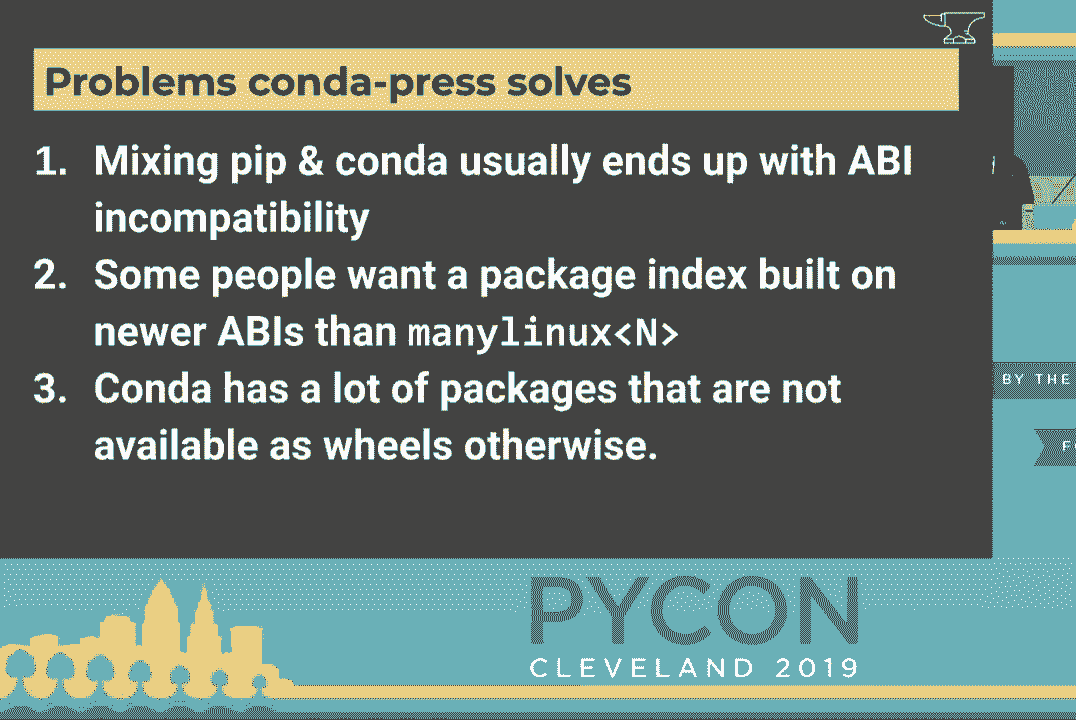 Problems conda-press solves
1. Mixing pip & conda usually ends up with ABI
incompatibility
2. Some people want a package index built on
newer ABIs than manylinux<N>
3. Conda has a lot of packages that are not
available as wheels otherwise.
BY THE
PYCON
CLEVELAND 2019